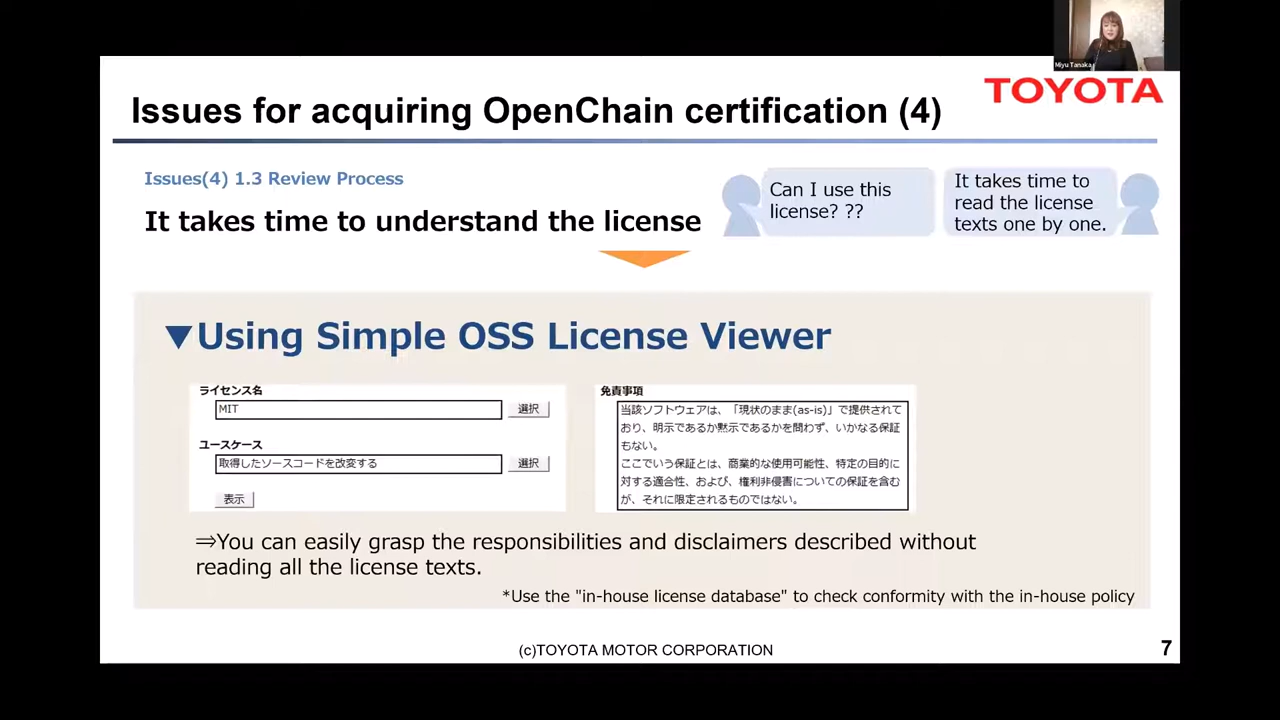 Miyu Tanaka
TOYOTA
Issues for acquiring OpenChain certification (4)
Issues(4) 1.3 Review Process
It takes time to understand the license
Can I use this
license? ??
It takes time to
read the license
texts one by one.
▼Using Simple OSS License Viewer
ライセンス名
MIT
選択
ユースケース
取得したソースコードを改変する
選択
表示
免責事項
当該ソフトウェアは、「現状のまま(as-is)」で提供されて
おり、明示であるか黙示であるかを問わず、いかなる保証
もない。
ここでいう保証とは、商業的な使用可能性、特定の目的に
対する適合性、および、権利非侵害についての保証を含む
が、それに限定されるものではない。
⇒You can easily grasp the responsibilities and disclaimers described without
reading all the license texts.
*Use the "in-house license database" to check conformity with the in-house policy
(c)TOYOTA MOTOR CORPORATION
7